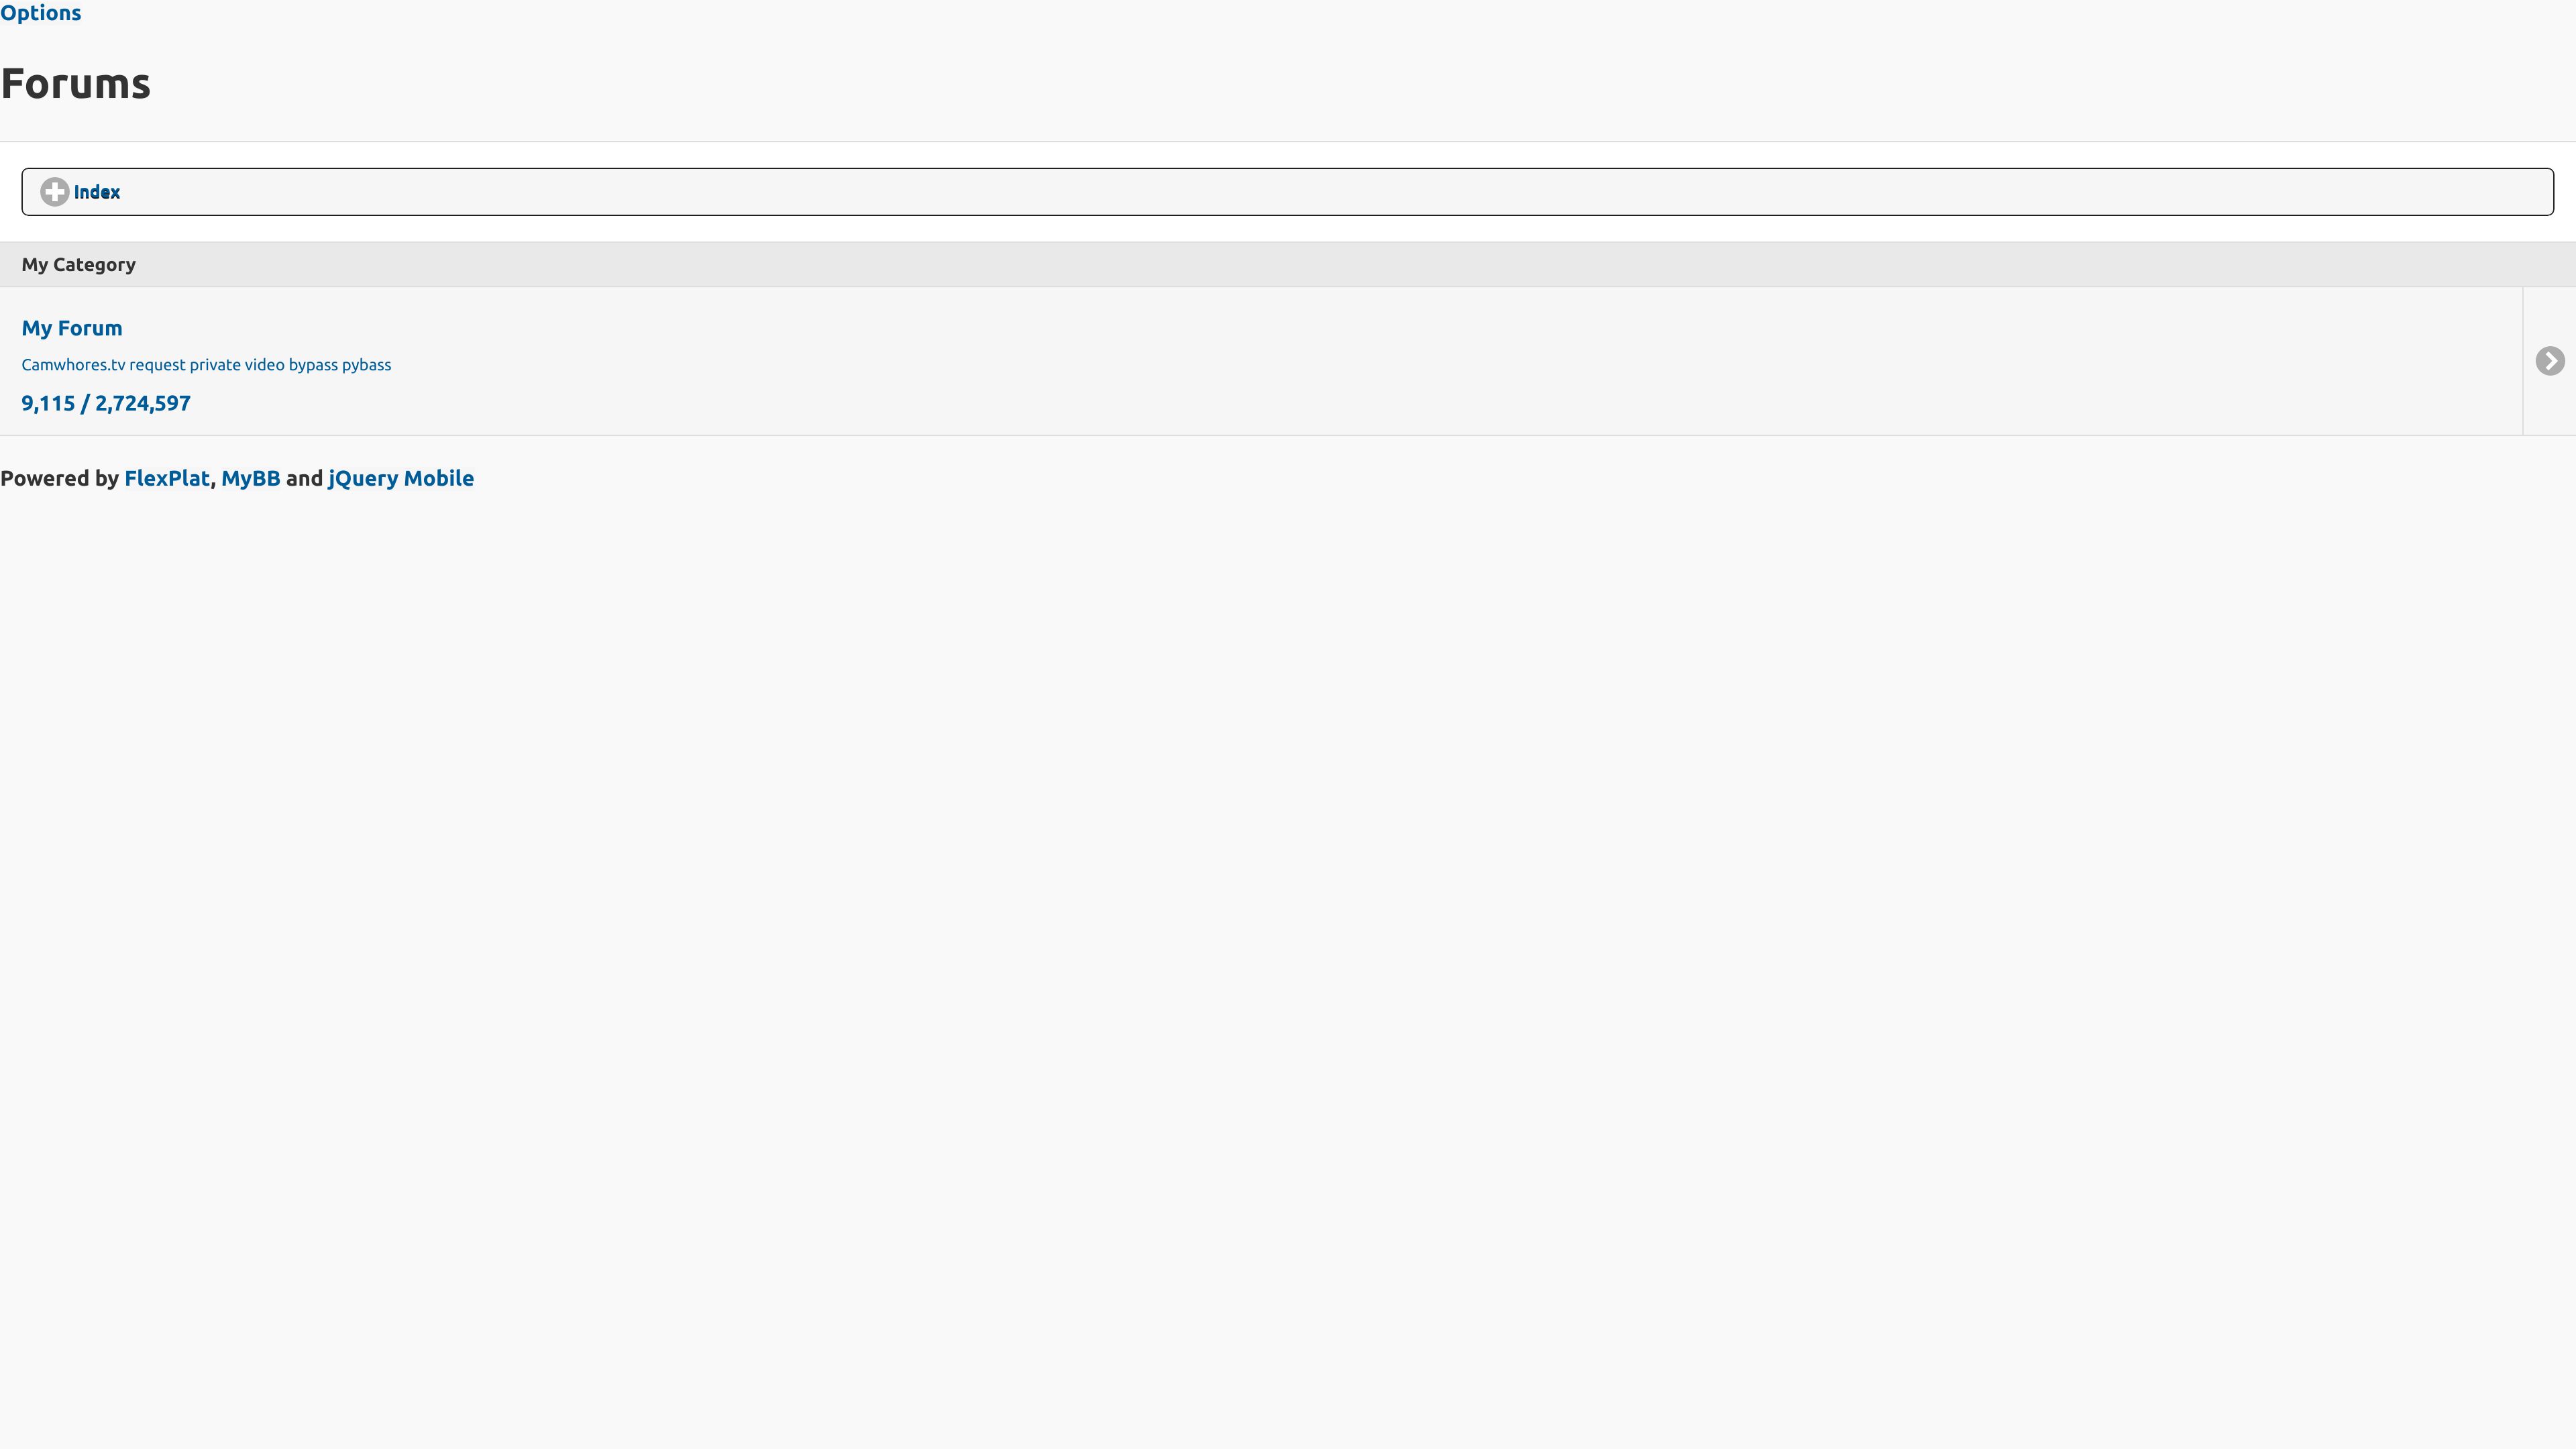 Options
Forums
Index
My Category
My Forum
Camwhores.tv request private video bypass pybass
9,115 / 2,724,597
Powered by FlexPlat, MyBB and jQuery Mobile